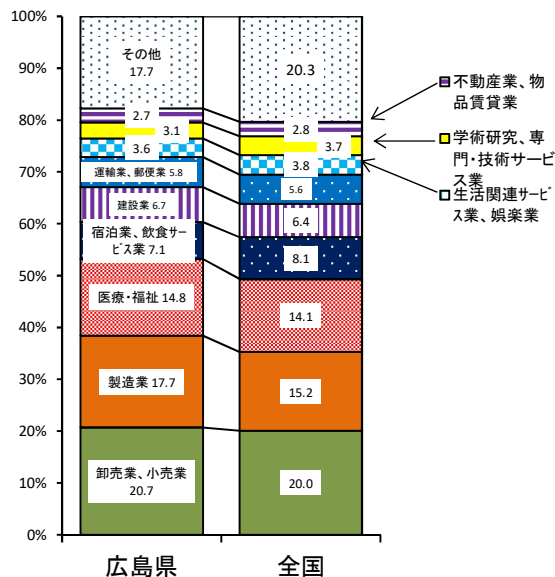 100%
90%
80%
70%
60%
50%
40%
30%
20%
10%
0%
その他
17.7
2.7
3.1
3.6
運輸業、郵便業 5.8
建設業 6.7
宿泊業、飲食サー
ビス業 7.1
医療・福祉 14.8
製造業 17.7
卸売業、小売業
20.7
20.3
2.8
3.7
3.8
5.6
6.4
8.1
14.1
15.2
20.0
不動産業、物
品賃貸業
学術研究、専
門・技術サービ
ス業
生活関連サービ
ス業、娯楽業
広島県
全国